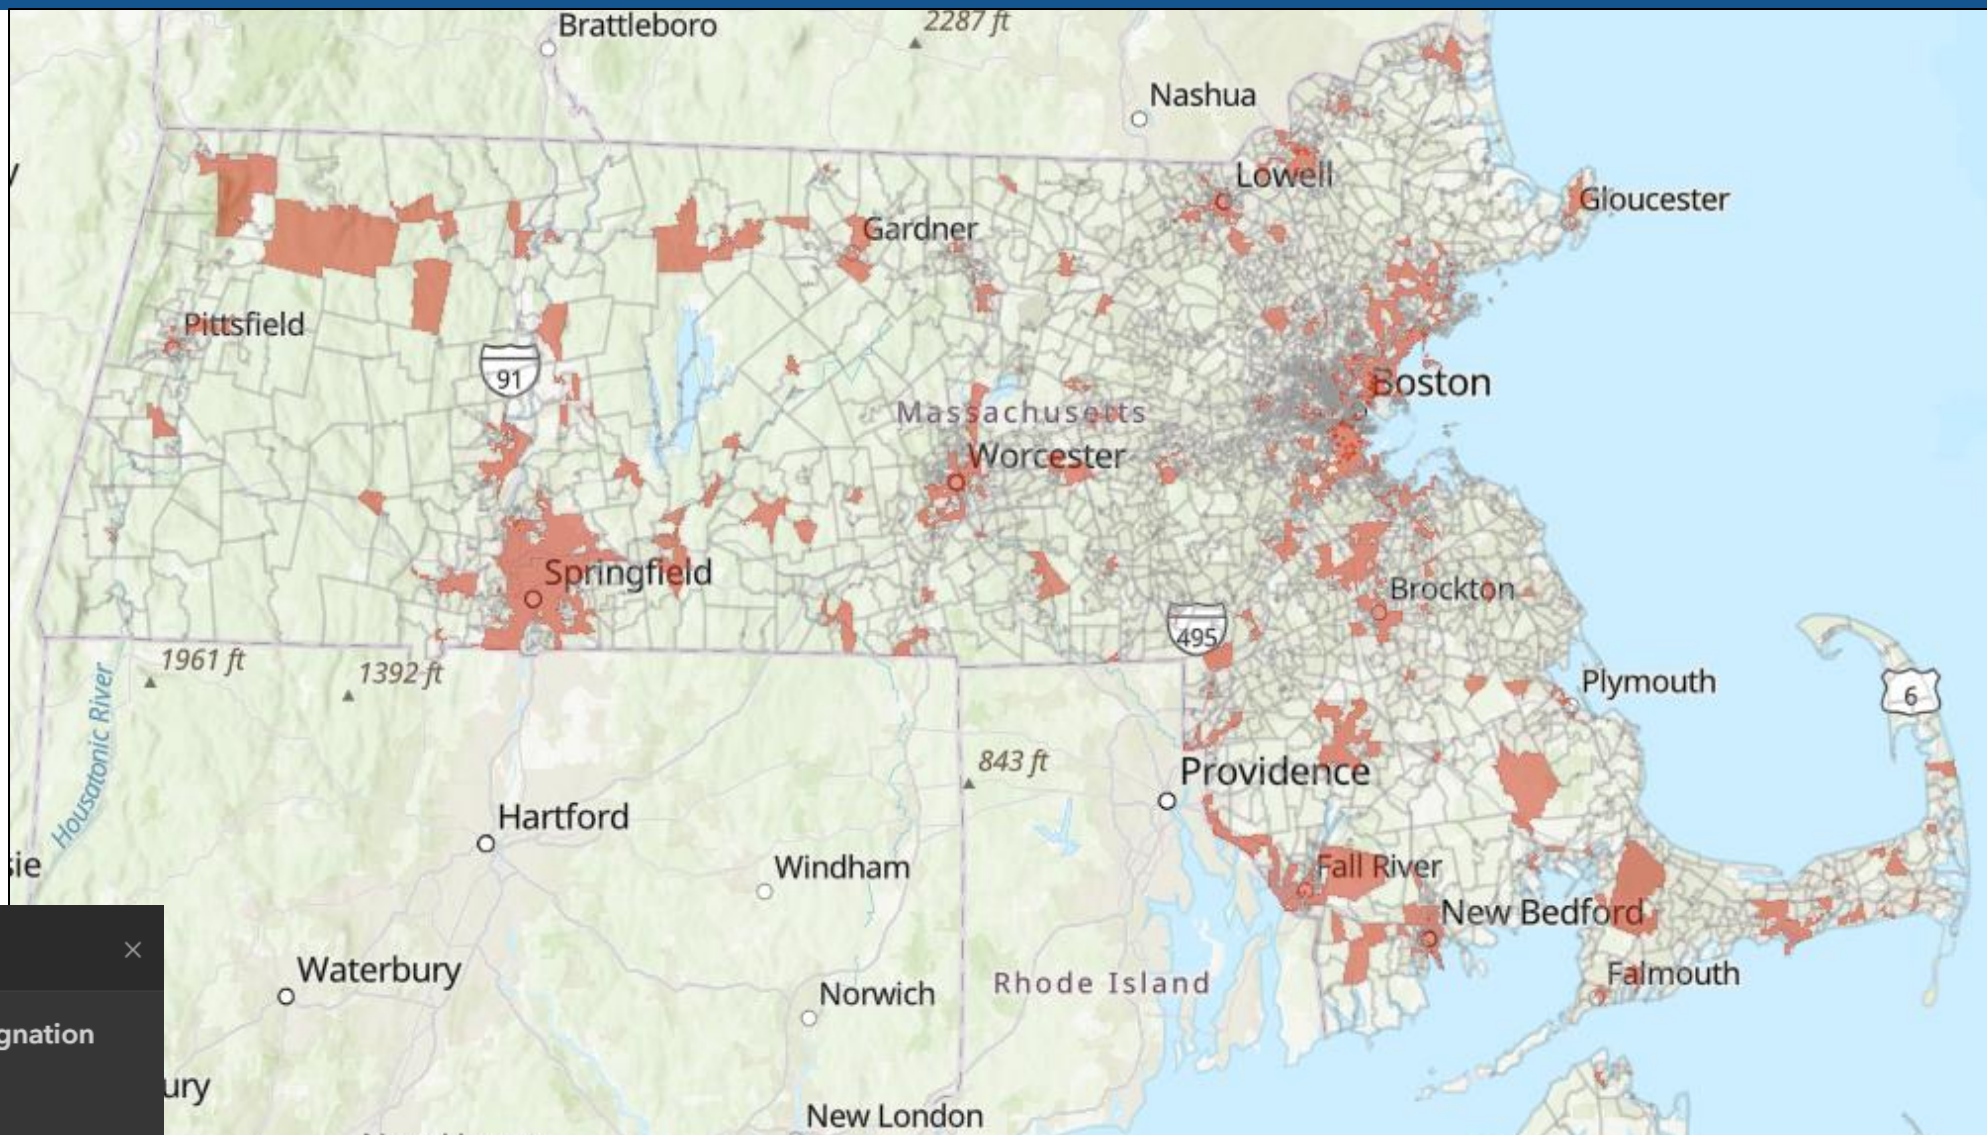 Brattleboro
2287 ft
Nashua
Lowell
Gloucester
Gardner
Pittsfield
91
Boston
Massachusetts
Worcester
Springfield
Brockton
495
1961 ft
1392 ft
Plymouth
6
Housatonic River
843 ft
Providence
Hartford
sie
Windham
Fall River
New Bedford
Waterbury
Norwich
Rhode Island
Falmouth
gnation
ury
New London